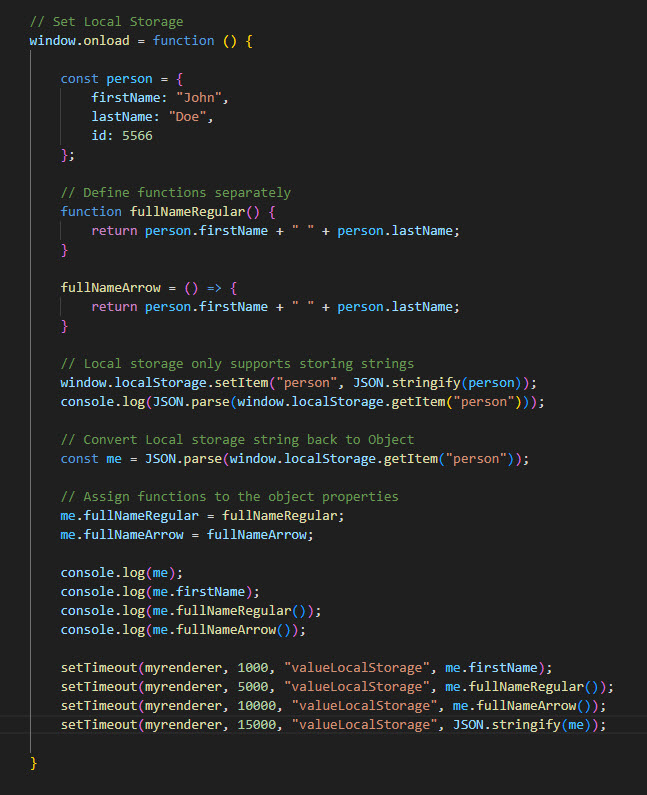 // Set Local Storage
window.onload = function () {
const person = {
firstName: "John",
lastName: "Doe",
id: 5566
};
// Define functions separately
function fullNameRegular() {
return person.firstName + " " + person.lastName;
}
fullNameArrow = () => {
return person.firstName + " " + person.lastName;
}
// Local storage only supports storing strings
window.localStorage.setItem("person", JSON.stringify(person));
console.log(JSON.parse(window.localStorage.getItem("person")));
// Convert Local storage string back to Object
const me = JSON.parse(window.localStorage.getItem("person"));
// Assign functions to the object properties
me.fullNameRegular = fullNameRegular;
me.fullNameArrow = fullNameArrow;
console.log(me);
console.log(me.firstName);
console.log(me.fullNameRegular());
console.log(me.fullNameArrow());
setTimeout(myrenderer, 1000, "valueLocalStorage", me.firstName);
setTimeout(myrenderer, 5000, "valueLocalStorage", me.fullNameRegular());
setTimeout(myrenderer, 10000, "valueLocalStorage", me.fullNameArrow());
setTimeout(myrenderer, 15000, "valueLocalStorage", JSON.stringify(me));
}